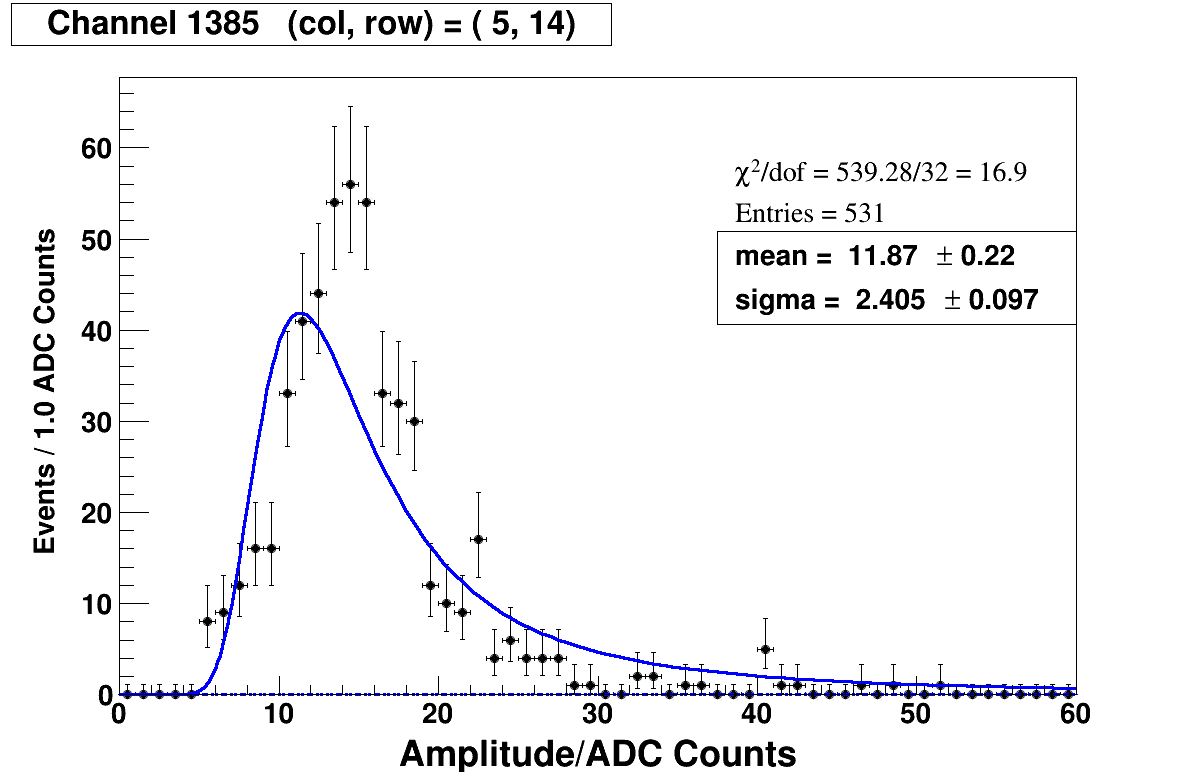 Channel 1385 (col, row) = ( 5, 14)
χ²/dof = 539.28/32 = 16.9
Entries = 531
mean = 11.87 ± 0.22
sigma = 2.405 ± 0.097
Events / 1.0 ADC Counts
60
50
40
30
20
10
0
0 10 20 30 40 50 60
Amplitude/ADC Counts